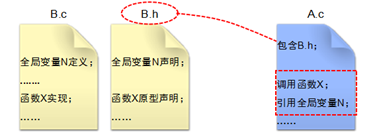 B.c
全局变量N定义；
……
函数X实现；
……
B.h
全局变量N声明；
函数X原型声明；
……
A.c
包含B.h；
调用函数X；
引用全局变量N；
……